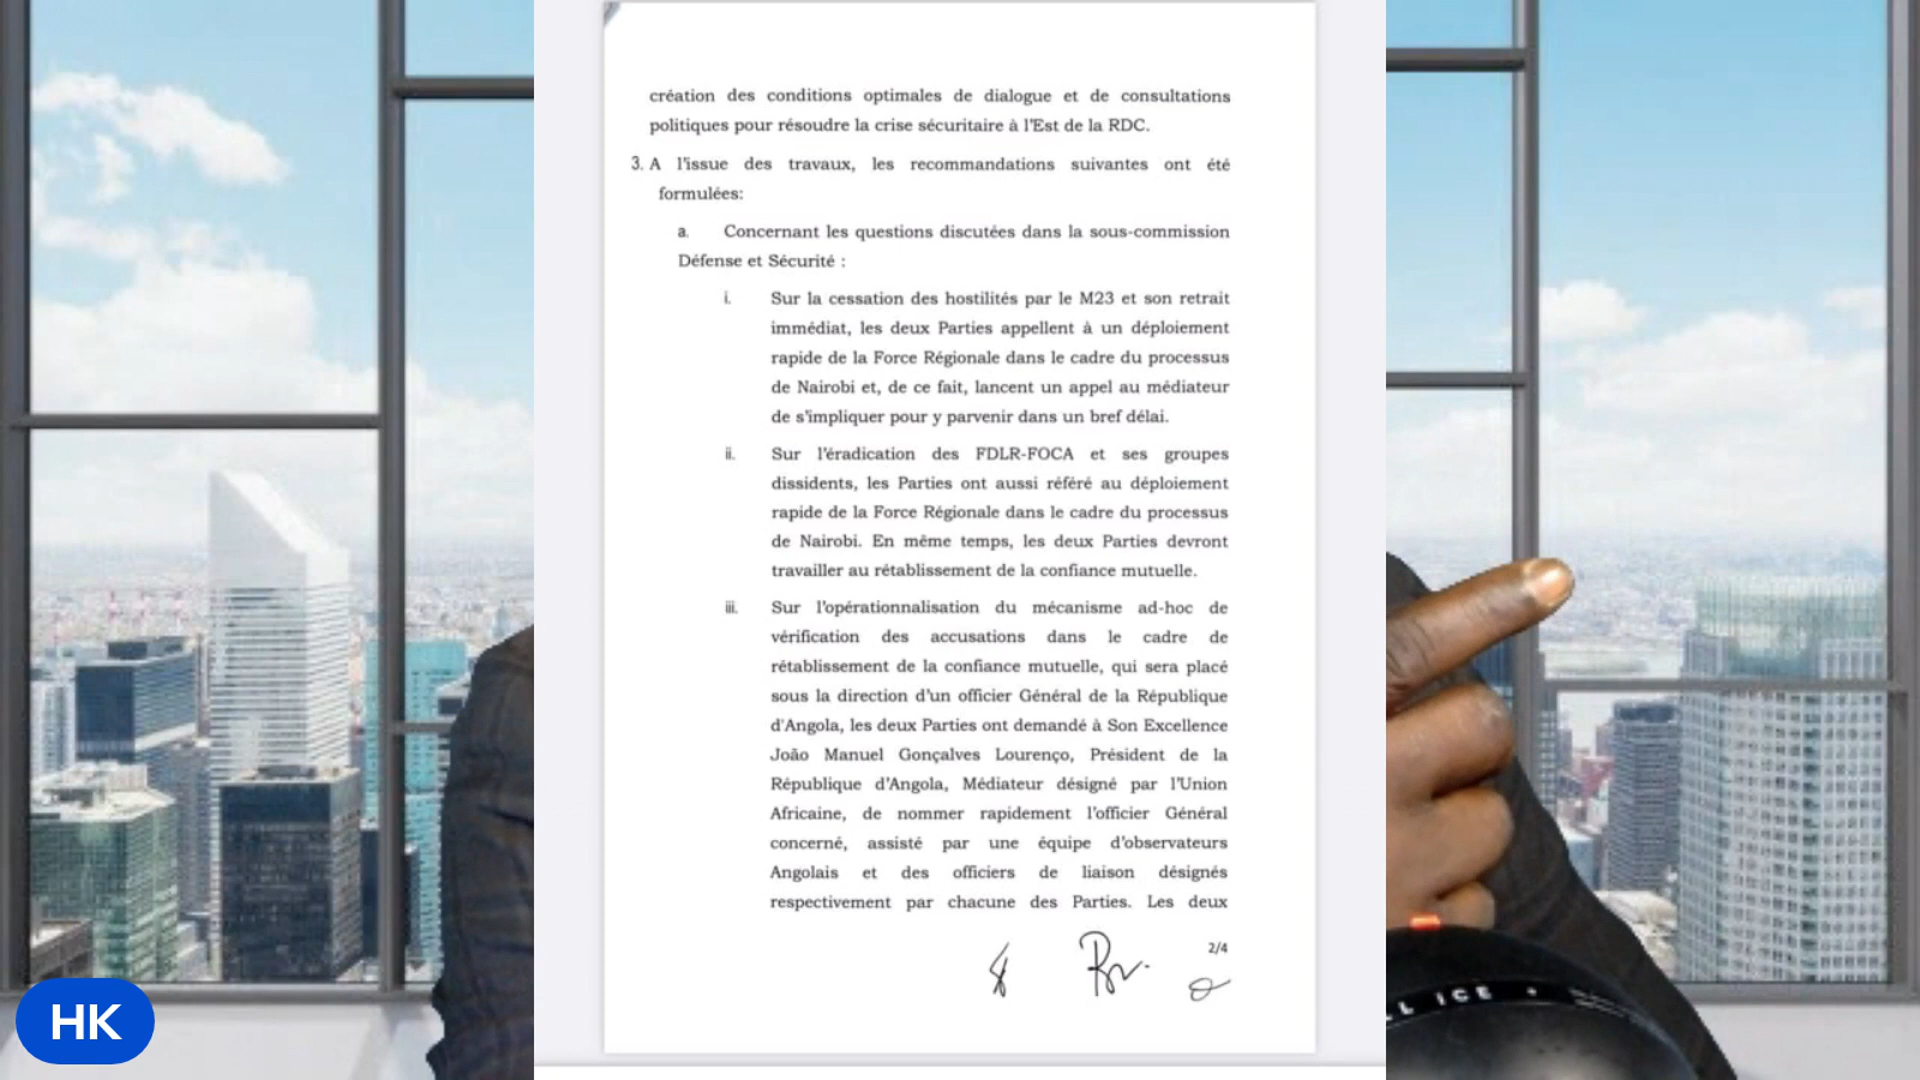 création des conditions optimales de dialogue et de consultations
politiques pour résoudre la crise sécuritaire à l'Est de la RDC.
3. A l'issue des travaux, les recommandations suivantes ont été
formulées:
a. Concernant les questions discutées dans la sous-commission
Défense et Sécurité :
i. Sur la cessation des hostilités par le M23 et son retrait
immédiat, les deux Parties appellent à un déploiement
rapide de la Force Régionale dans le cadre du processus
de Nairobi et, de ce fait, lancent un appel au médiateur
de s'impliquer pour y parvenir dans un bref délai.
ii. Sur l'éradication des FDLR-FOCA et ses groupes
dissidents, les Parties ont aussi référé au déploiement
rapide de la Force Régionale dans le cadre du processus
de Nairobi. En même temps, les deux Parties devront
travailler au rétablissement de la confiance mutuelle.
iii. Sur l'opérationnalisation du mécanisme ad-hoc de
vérification des accusations dans le cadre de
rétablissement de la confiance mutuelle, qui sera placé
sous la direction d'un officier Général de la République
d'Angola, les deux Parties ont demandé à Son Excellence
João Manuel Gonçalves Lourenço, Président de la
République d'Angola, Médiateur désigné par l'Union
Africaine, de nommer rapidement l'officier Général
concerné, assisté par une équipe d'observateurs
Angolais et des officiers de liaison désignés
respectivement par chacune des Parties. Les deux
2/4
HK
ICE